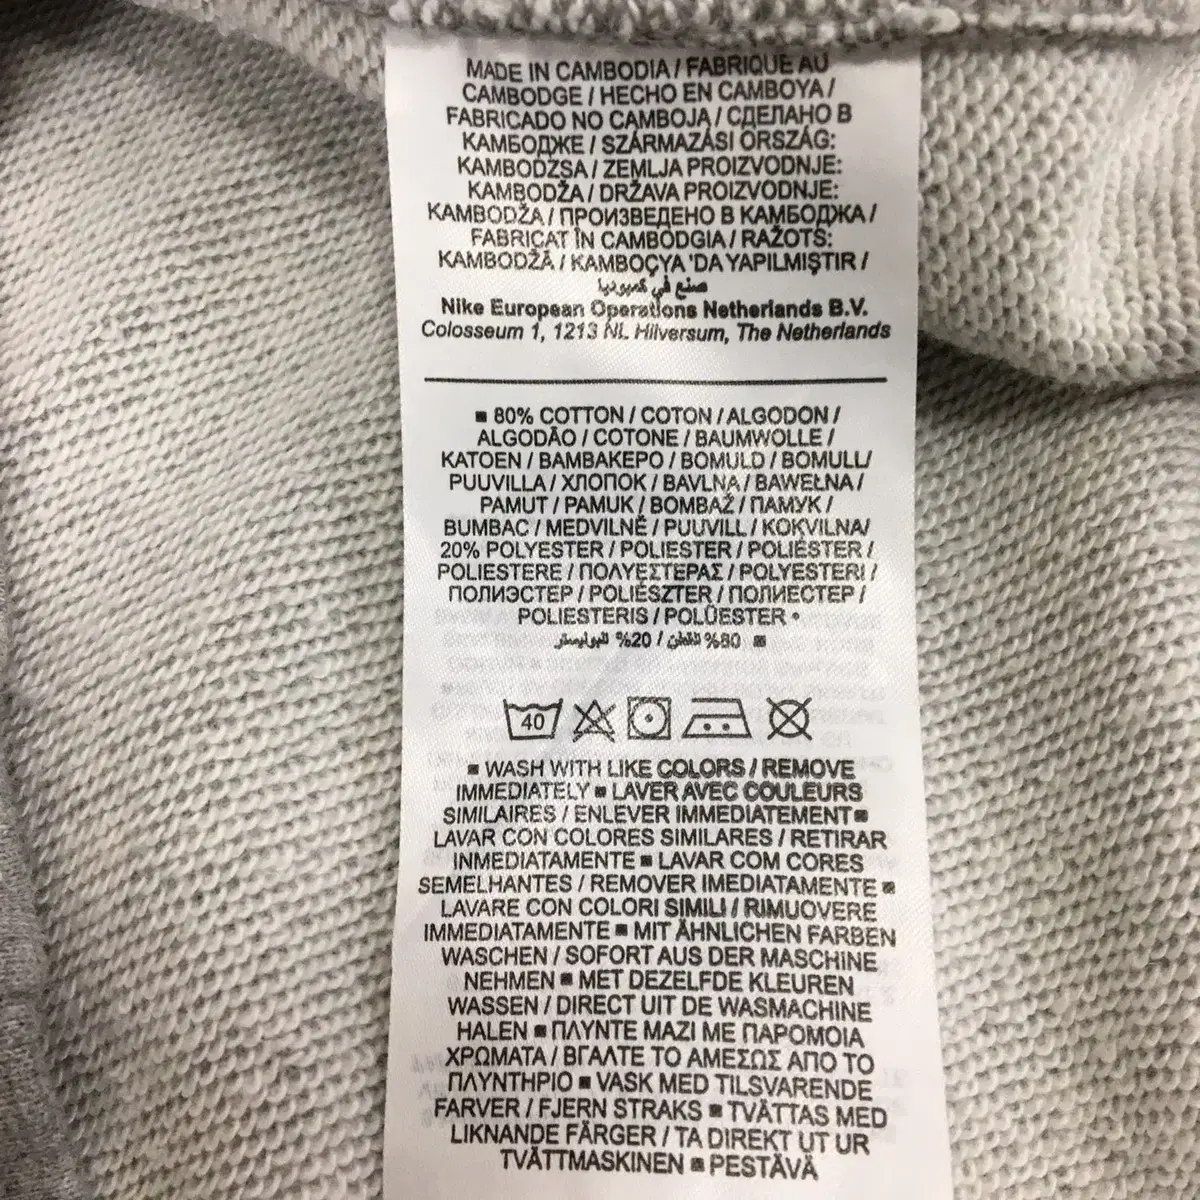 MADE IN CAMBODIA / FABRIQUÉ AU
CAMBODGE / HECHO EN CAMBOYA /
FABRICADO NO CAMBOJA / СДЕЛАНО В
КАМБОДЖЕ / SZÁRMAZÁSI ORSZÁG:
KAMBODZSA / ZEMLJA PROIZVODNJE:
KAMBODŽA / DRŽAVA PROIZVODNJE:
KAMBODŽA / ПРОИЗВЕДЕНО В КАМБОДЖА /
FABRICAT ÎN CAMBODGIA / RAŽOTS:
KAMBODŽĀ / KAMBOÇYA 'DA YAPILMIŞTIR /
صنع في كمبوديا
Nike European Operations Netherlands B.V.
Colosseum 1, 1213 NL Hilversum, The Netherlands
■ 80% COTTON / COTON / ALGODON /
ALGODÃO / COTONE / BAUMWOLLE /
KATOEN / ΒΑΜΒΑΚΕΡΟ / BOMULD / BOMULL/
PUUVILLA / ХЛОПОК / BAVLNA / BAWEŁNA /
PAMUT / PAMUK / BOMBAŽ / ПАМУК /
BUMBAC / MEDVILNĖ / PUUVILL / KOKVILNA/
20% POLYESTER / POLIESTER / POLIÉSTER /
POLIESTERE / ΠΟΛΥΕΣΤΕΡΑΣ / POLYESTERI /
ПОЛИЭСТЕР / POLIÉSZTER / ПОЛИЕСТЕР /
POLIESTERIS / POLÜESTER •
■ 80% القطن / 20% البوليستر
40
■ WASH WITH LIKE COLORS / REMOVE
IMMEDIATELY ■ LAVER AVEC COULEURS
SIMILAIRES / ENLEVER IMMEDIATEMENT ■
LAVAR CON COLORES SIMILARES / RETIRAR
INMEDIATAMENTE ■ LAVAR COM CORES
SEMELHANTES / REMOVER IMEDIATAMENTE ■
LAVARE CON COLORI SIMILI / RIMUOVERE
IMMEDIATAMENTE ■ MIT ÄHNLICHEN FARBEN
WASCHEN / SOFORT AUS DER MASCHINE
NEHMEN ■ MET DEZELFDE KLEUREN
WASSEN / DIRECT UIT DE WASMACHINE
HALEN ■ ΠΛΥΝΤΕ ΜΑΖΙ ΜΕ ΠΑΡΟΜΟΙΑ
ΧΡΩΜΑΤΑ / ΒΓΑΛΤΕ ΤΟ ΑΜΕΣΩΣ ΑΠΟ ΤΟ
ΠΛΥΝΤΗΡΙΟ ■ VASK MED TILSVARENDE
FARVER / FJERN STRAKS ■ TVÄTTAS MED
LIKNANDE FÄRGER / TA DIREKT UT UR
TVÄTTMASKINEN ■ PESTÄVÄ